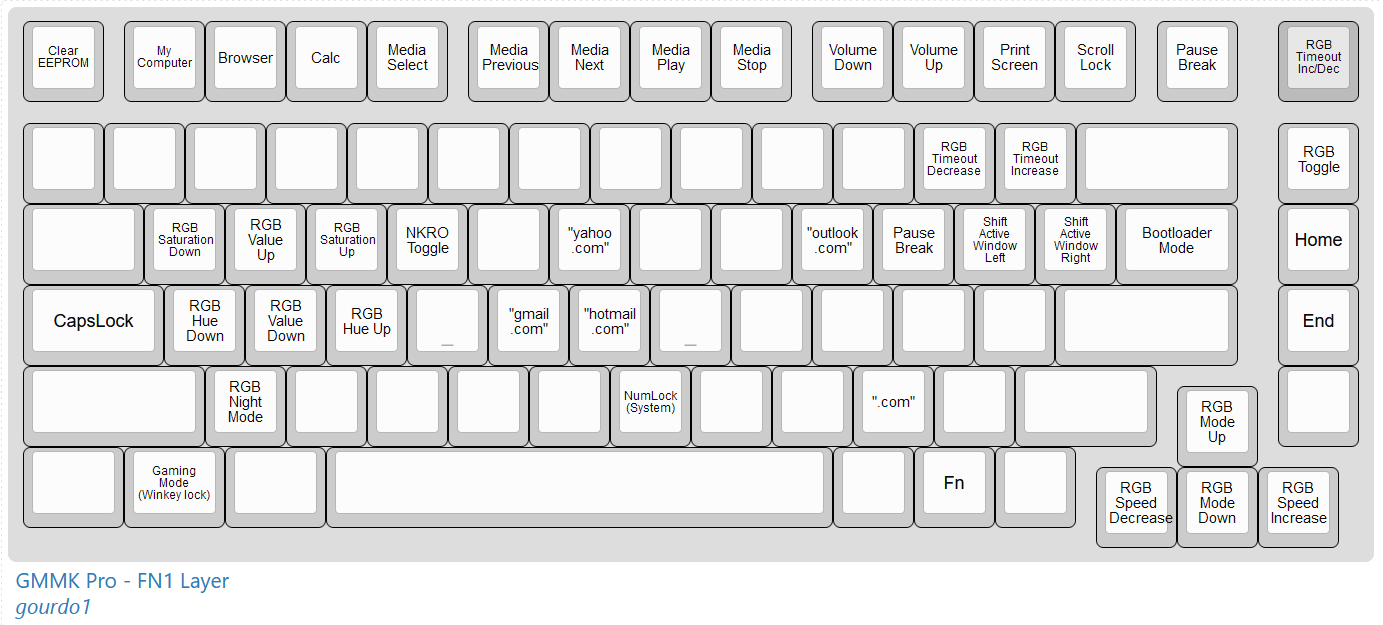 Clear
EEPROM
My
Computer
Browser
Calc
Media
Select
Media
Previous
Media
Next
Media
Play
Media
Stop
Volume
Down
Volume
Up
Print
Screen
Scroll
Lock
Pause
Break
RGB
Timeout
Inc/Dec
RGB
Timeout
Decrease
RGB
Timeout
Increase
RGB
Toggle
RGB
Saturation
Down
RGB
Value
Up
RGB
Saturation
Up
NKRO
Toggle
"yahoo
.com"
"outlook
.com"
Pause
Break
Shift
Active
Window
Left
Shift
Active
Window
Right
Bootloader
Mode
Home
CapsLock
RGB
Hue
Down
RGB
Value
Down
RGB
Hue Up
_
"gmail
.com"
"hotmail
.com"
_
End
RGB
Night
Mode
NumLock
(System)
".com"
RGB
Mode
Up
Gaming
Mode
(Winkey lock)
Fn
RGB
Speed
Decrease
RGB
Mode
Down
RGB
Speed
Increase
GMMK Pro - FN1 Layer
gourdo1